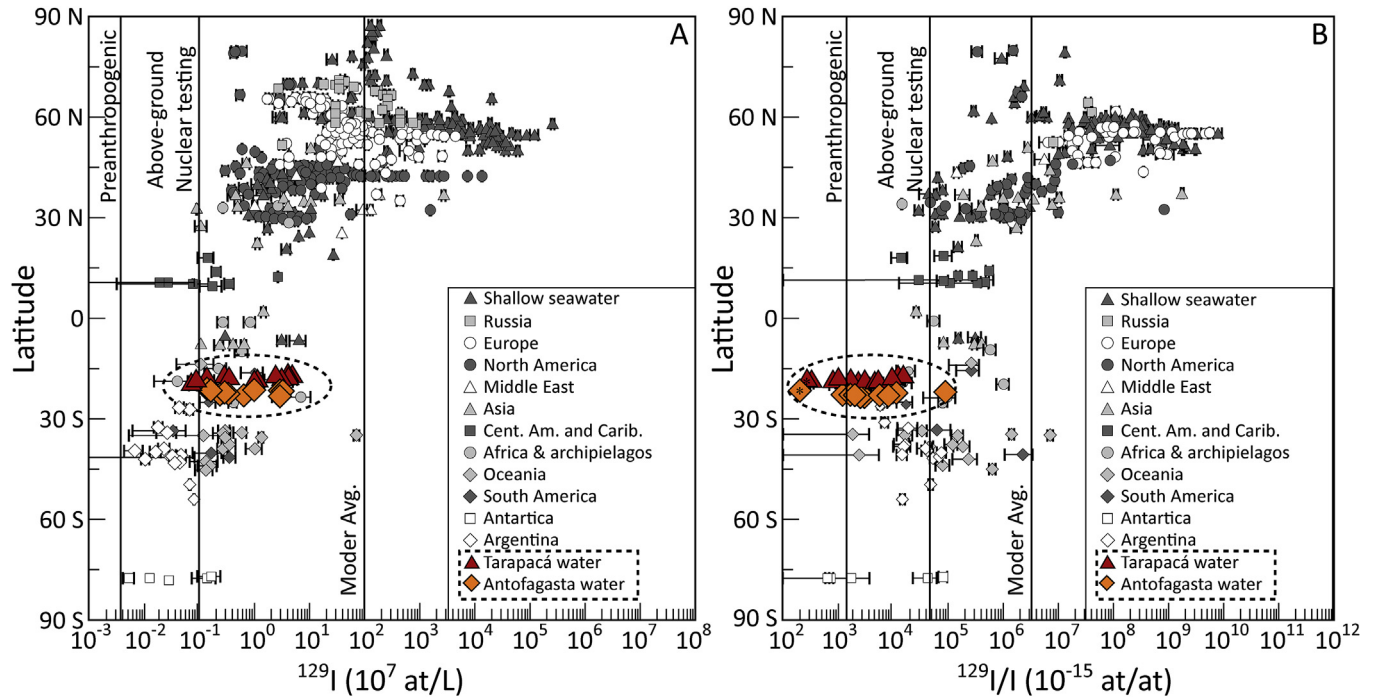 A
90 N
60 N
30 N
0
30 S
60 S
90 S
Latitude
Preanthropogenic
Above-ground
Nuclear testing
Moder Avg.
Shallow seawater
Russia
Europe
North America
Middle East
Asia
Cent. Am. and Carib.
Africa & archipielagos
Oceania
South America
Antartica
Argentina
Tarapacá water
Antofagasta water
10⁻³ 10⁻² 10⁻¹ 10⁰ 10¹ 10² 10³ 10⁴ 10⁵ 10⁶ 10⁷ 10⁸
¹²⁹I (10⁷ at/L)
B
90 N
60 N
30 N
0
30 S
60 S
90 S
Latitude
Preanthropogenic
Above-ground
Nuclear testing
Moder Avg.
Shallow seawater
Russia
Europe
North America
Middle East
Asia
Cent. Am. and Carib.
Africa & archipielagos
Oceania
South America
Antartica
Argentina
Tarapacá water
Antofagasta water
10² 10³ 10⁴ 10⁵ 10⁶ 10⁷ 10⁸ 10⁹ 10¹⁰ 10¹¹ 10¹²
¹²⁹I/I (10⁻¹⁵ at/at)